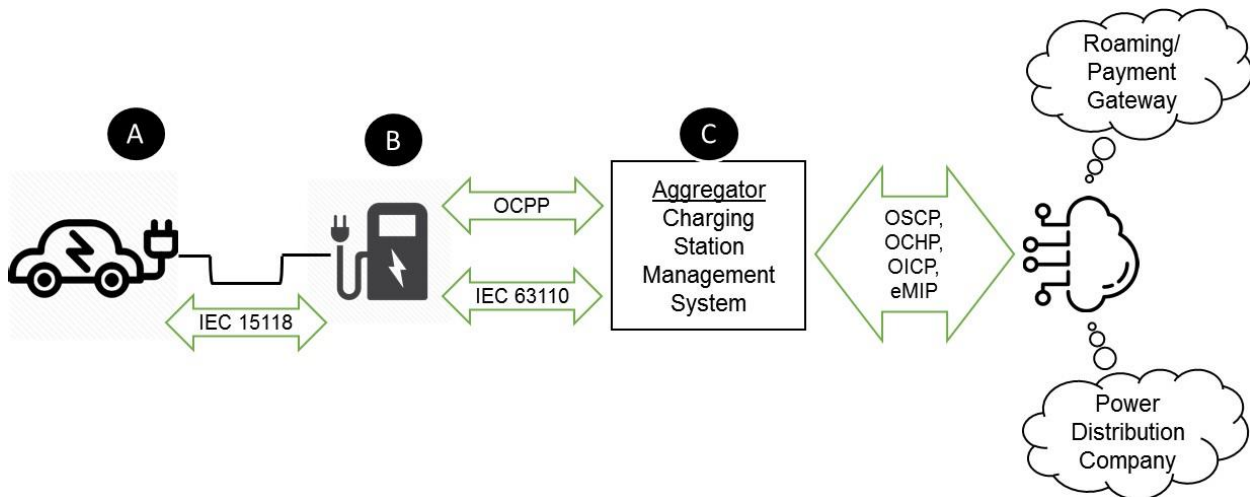 A
B
C
IEC 15118
OCPP
IEC 63110
Aggregator
Charging
Station
Management
System
OSCP,
OCHP,
OICP,
eMIP
Roaming/
Payment
Gateway
Power
Distribution
Company